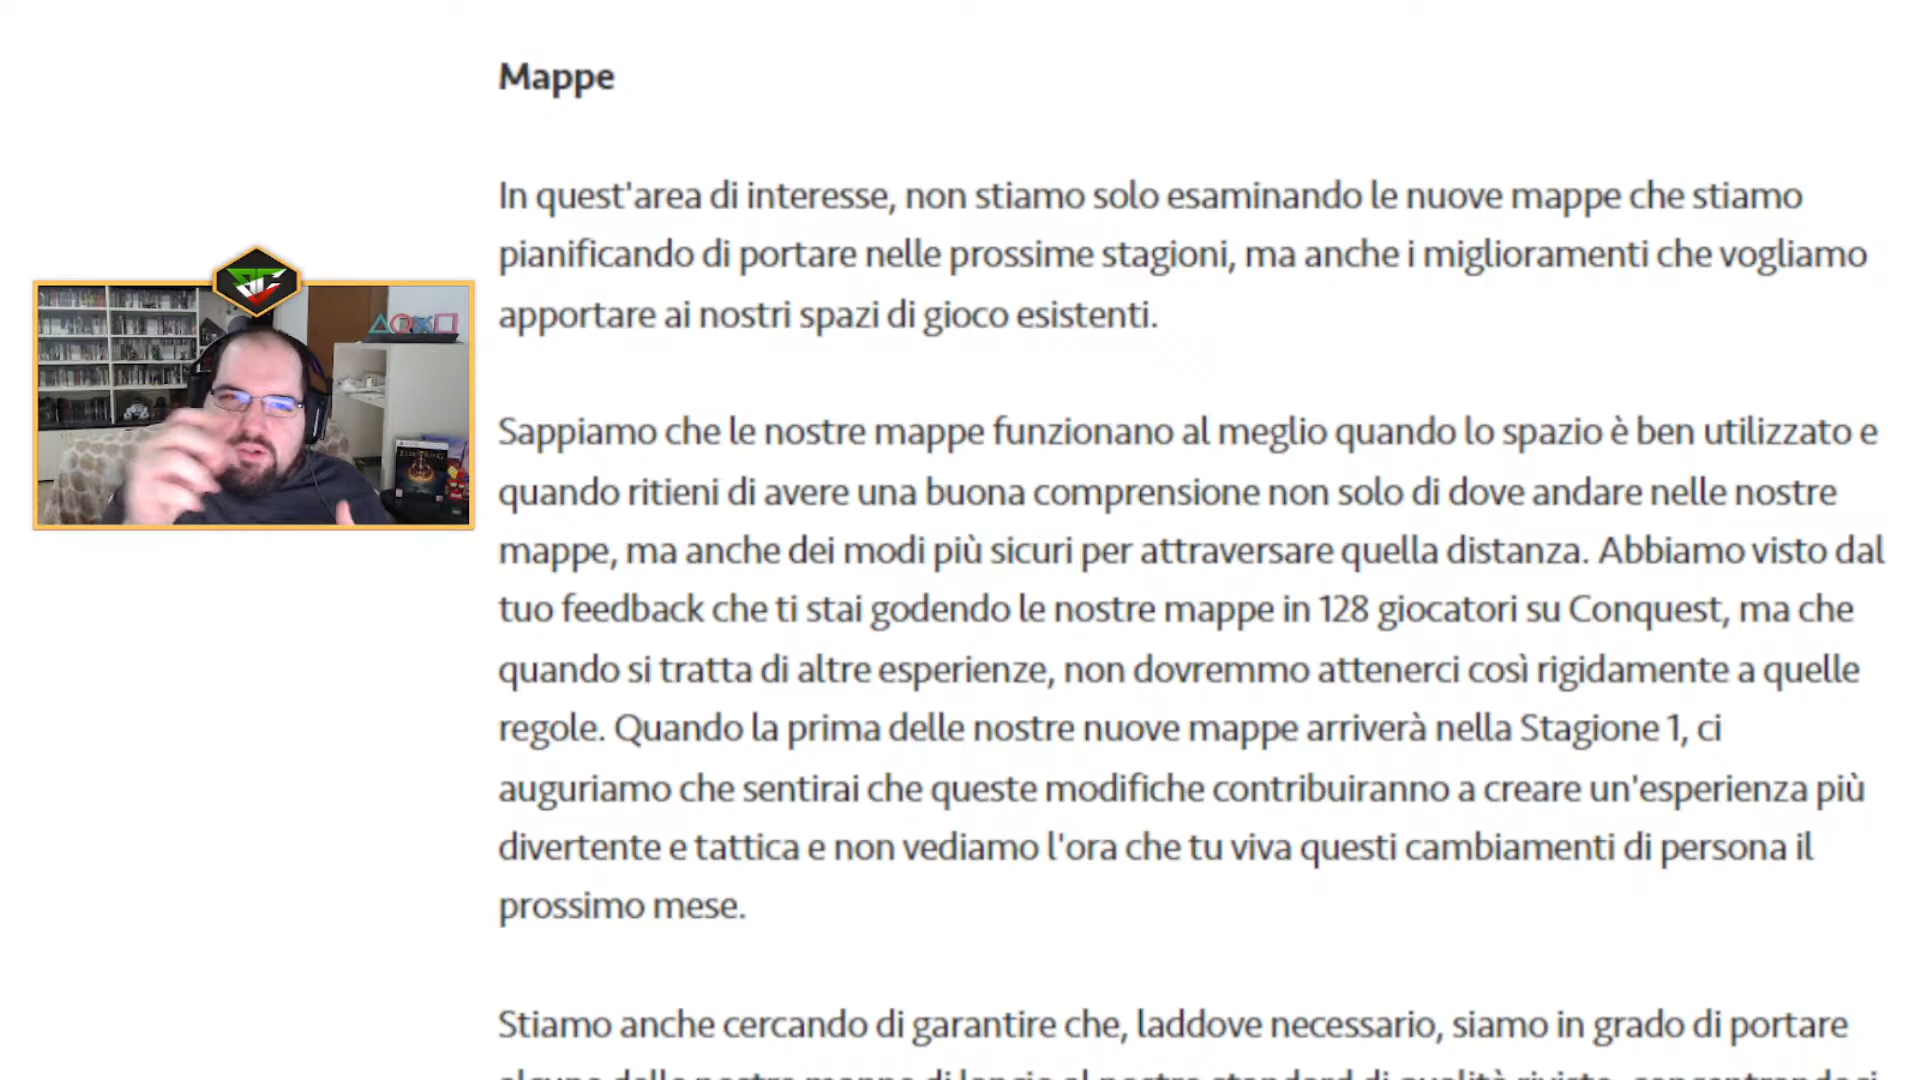 Mappe
In quest'area di interesse, non stiamo solo esaminando le nuove mappe che stiamo
pianificando di portare nelle prossime stagioni, ma anche i miglioramenti che vogliamo
apportare ai nostri spazi di gioco esistenti.
Sappiamo che le nostre mappe funzionano al meglio quando lo spazio è ben utilizzato e
quando ritieni di avere una buona comprensione non solo di dove andare nelle nostre
mappe, ma anche dei modi più sicuri per attraversare quella distanza. Abbiamo visto dal
tuo feedback che ti stai godendo le nostre mappe in 128 giocatori su Conquest, ma che
quando si tratta di altre esperienze, non dovremmo attenerci così rigidamente a quelle
regole. Quando la prima delle nostre nuove mappe arriverà nella Stagione 1, ci
auguriamo che sentirai che queste modifiche contribuiranno a creare un'esperienza più
divertente e tattica e non vediamo l'ora che tu viva questi cambiamenti di persona il
prossimo mese.
Stiamo anche cercando di garantire che, laddove necessario, siamo in grado di portare
ELDEN RING